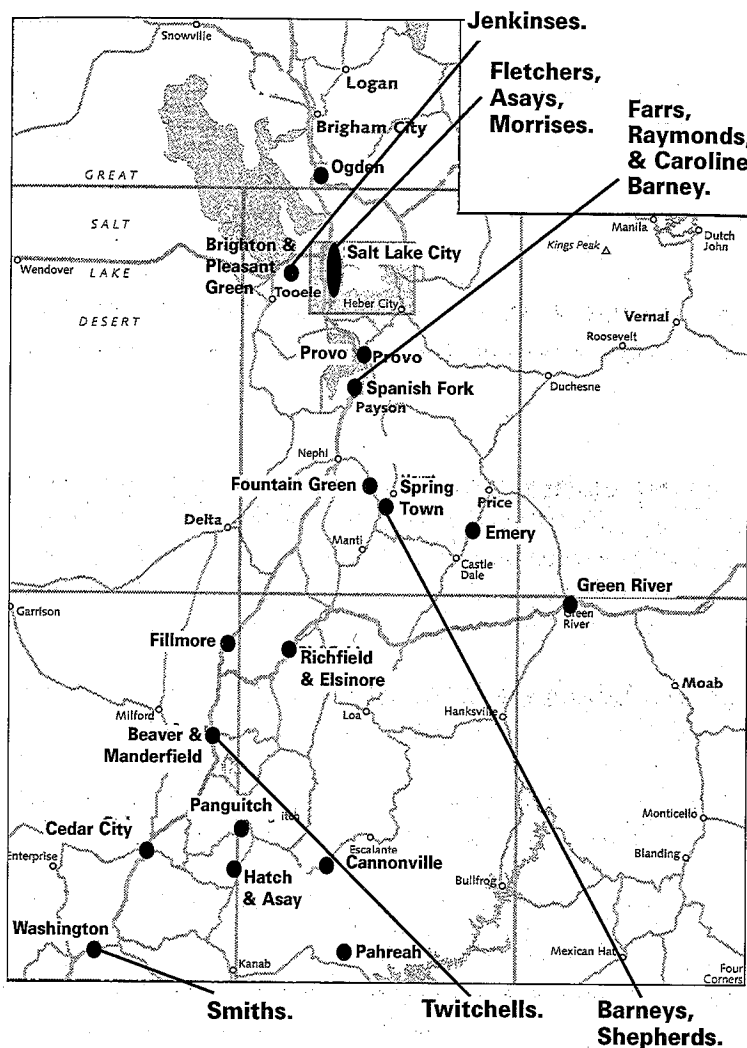 Jenkinses.
Snowville
Fletchers,
Asays,
Morrises.
Logan
Farrs,
Raymonds,
& Caroline
Barney.
Brigham City
Ogden
GREAT
SALT
LAKE
DESERT
Manila
Dutch
John
Kings Peak
Brighton &
Pleasant
Green
Salt Lake City
Wendover
Tooele
Heber City
Vernal
Roosevelt
Provo
Provo
Duchesne
Spanish Fork
Payson
Nephi
Fountain Green
Spring
Town
Price
Delta
Manti
Emery
Castle
Dale
Green River
Green
River
Garrison
Fillmore
Richfield
& Elsinore
Moab
Milford
Loa
Hanksville
Beaver &
Manderfield
Panguitch
itch
Monticello
Cedar City
Escalante
Enterprise
Cannonville
Blanding
Hatch
& Asay
Bullfrog
Washington
Pahreah
Mexican Hat
Kanab
Four
Corners
Smiths.
Twitchells.
Barneys,
Shepherds.